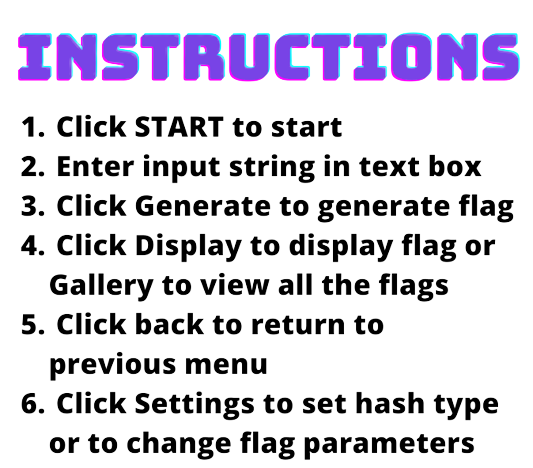 INSTRUCTIONS
1. Click START to start
2. Enter input string in text box
3. Click Generate to generate flag
4. Click Display to display flag or
Gallery to view all the flags
5. Click back to return to
previous menu
6. Click Settings to set hash type
or to change flag parameters